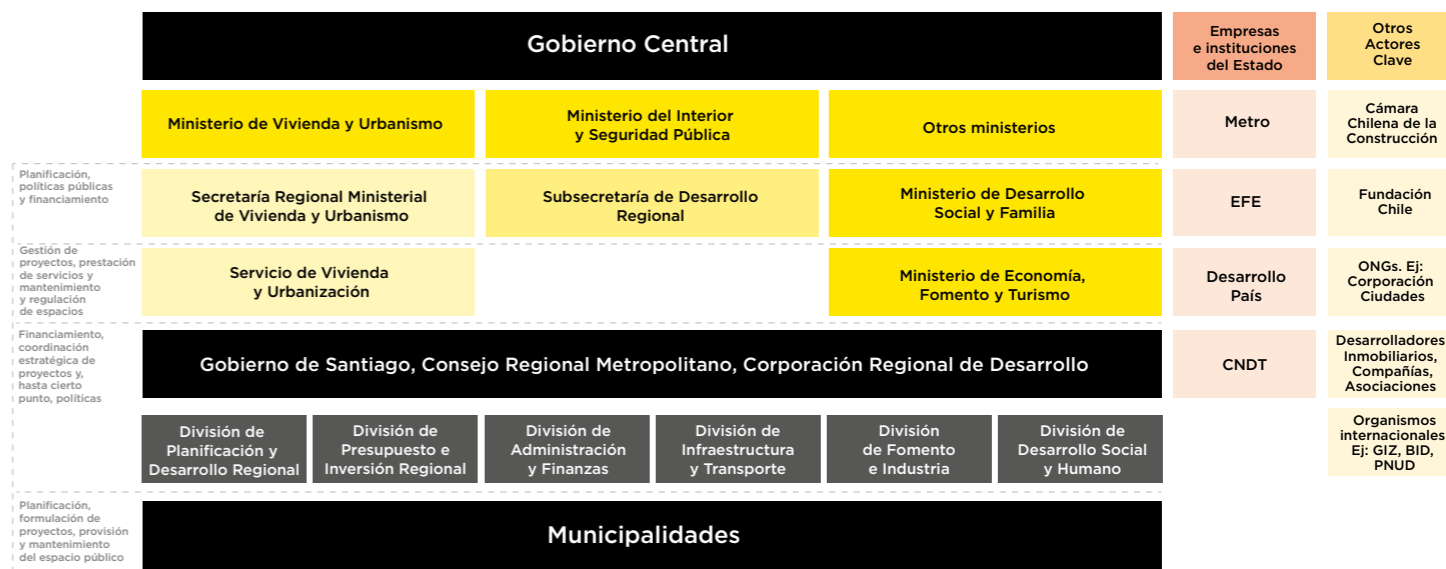 Gobierno Central
Empresas
e instituciones
del Estado
Otros
Actores
Clave
Ministerio de Vivienda y Urbanismo
Ministerio del Interior
y Seguridad Pública
Otros ministerios
Metro
Cámara
Chilena de la
Construcción
Planificación,
políticas públicas
y financiamiento
Secretaría Regional Ministerial
de Vivienda y Urbanismo
Subsecretaría de Desarrollo
Regional
Ministerio de Desarrollo
Social y Familia
EFE
Fundación
Chile
Gestión de
proyectos, prestación
de servicios y
mantenimiento
y regulación
de espacios
Servicio de Vivienda
y Urbanización
Ministerio de Economía,
Fomento y Turismo
Desarrollo
País
ONGs. Ej:
Corporación
Ciudades
Financiamiento,
coordinación
estratégica de
proyectos y,
hasta cierto
punto, políticas
Gobierno de Santiago, Consejo Regional Metropolitano, Corporación Regional de Desarrollo
CNDT
Desarrolladores
Inmobiliarios,
Compañías,
Asociaciones
División de
Planificación y
Desarrollo Regional
División de
Presupuesto e
Inversión Regional
División de
Administración
y Finanzas
División de
Infraestructura
y Transporte
División
de Fomento
e Industria
División de
Desarrollo Social
y Humano
Organismos
internacionales
Ej: GIZ, BID,
PNUD
Planificación,
formulación de
proyectos, provisión
y mantenimiento
del espacio público
Municipalidades